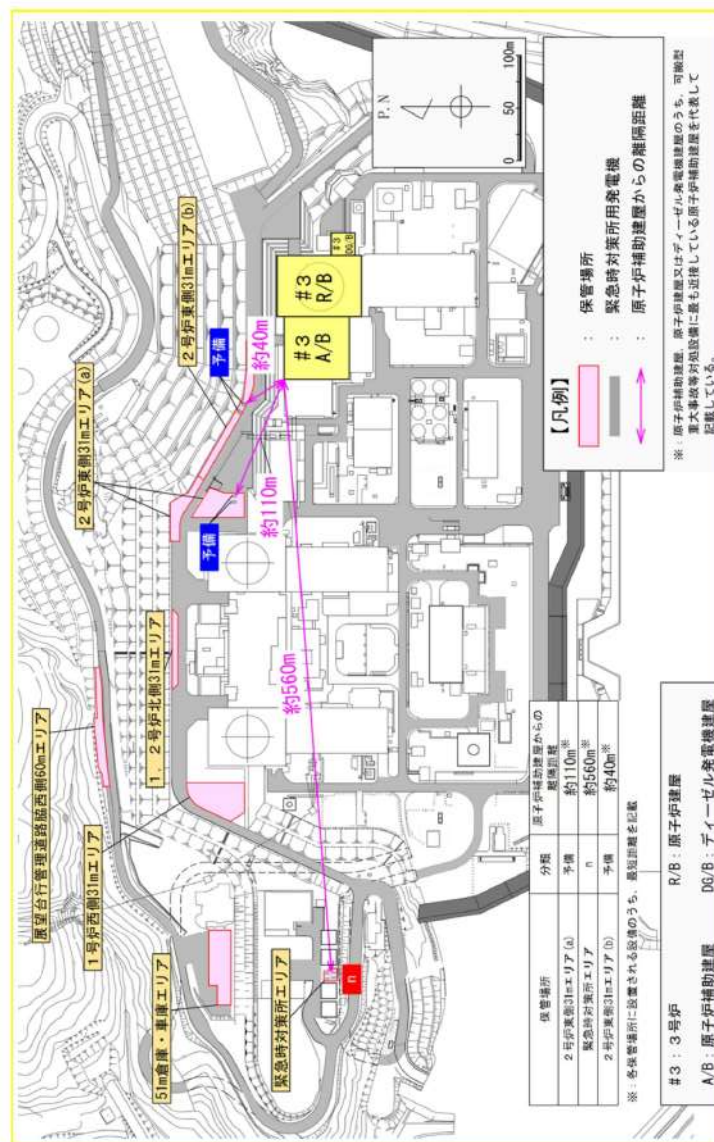 展望台行管理道路脇西側60mエリア
1号炉西側31mエリア
51m倉庫・車庫エリア
緊急時対策所エリア
n
1,2号炉北側31mエリア
2号炉東側31mエリア(a)
2号炉東側31mエリア(b)
予備
予備
約40m
約110m
約560m
#3
A/B
#3
R/B
#3
DG/B
P.N
0 50 100m
【凡例】
: 保管場所
: 緊急時対策所用発電機
: 原子炉補助建屋からの離隔距離
※:原子炉補助建屋、原子炉建屋又はディーゼル発電機建屋のうち、可搬型
重大事故等対処設備に最も近接している原子炉補助建屋を代表して
記載している。
保管場所 分類 原子炉補助建屋からの
離隔距離
2号炉東側31mエリア(a) 予備 約110m※
緊急時対策所エリア n 約560m※
2号炉東側31mエリア(b) 予備 約40m※
※:各保管場所に設置される設備のうち、最短距離を記載
#3:3号炉 R/B:原子炉建屋
A/B:原子炉補助建屋 DG/B:ディーゼル発電機建屋